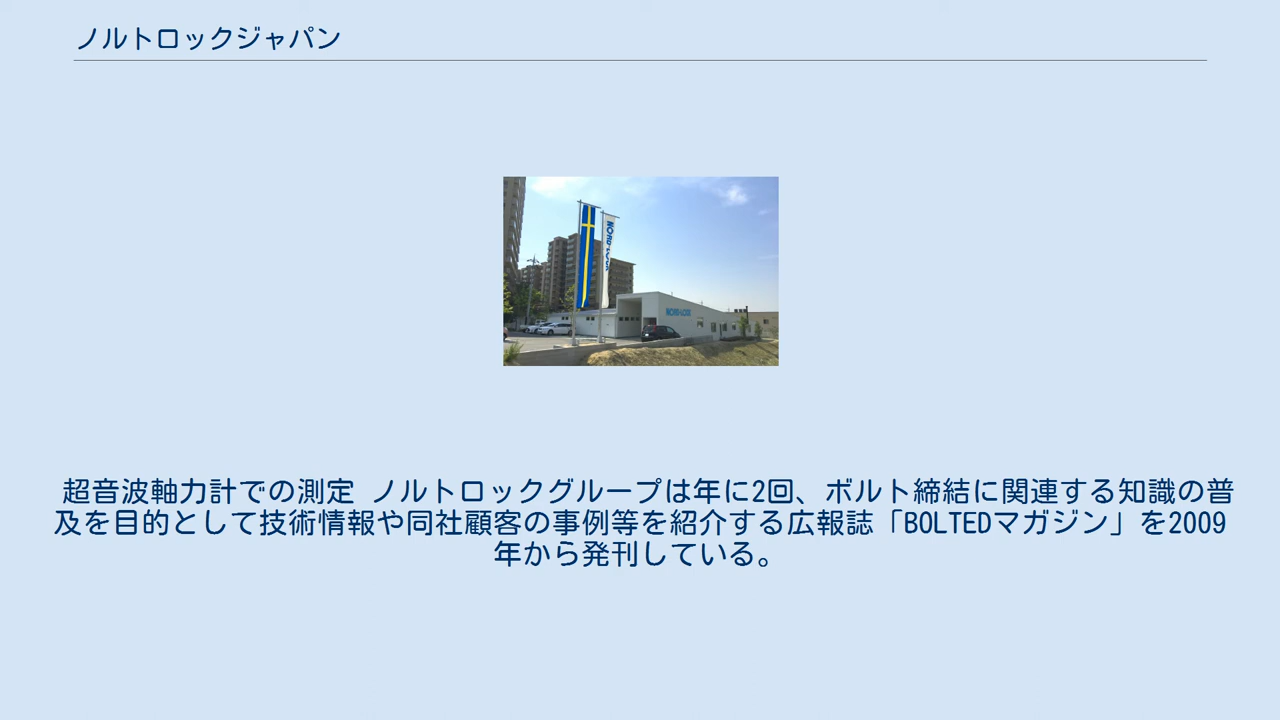 ノルトロックジャパン
NORD-LOCK
NORD-LOCK
超音波軸力計での測定 ノルトロックグループは年に2回、ボルト締結に関連する知識の普
及を目的として技術情報や同社顧客の事例等を紹介する広報誌「BOLTEDマガジン」を2009
年から発刊している。